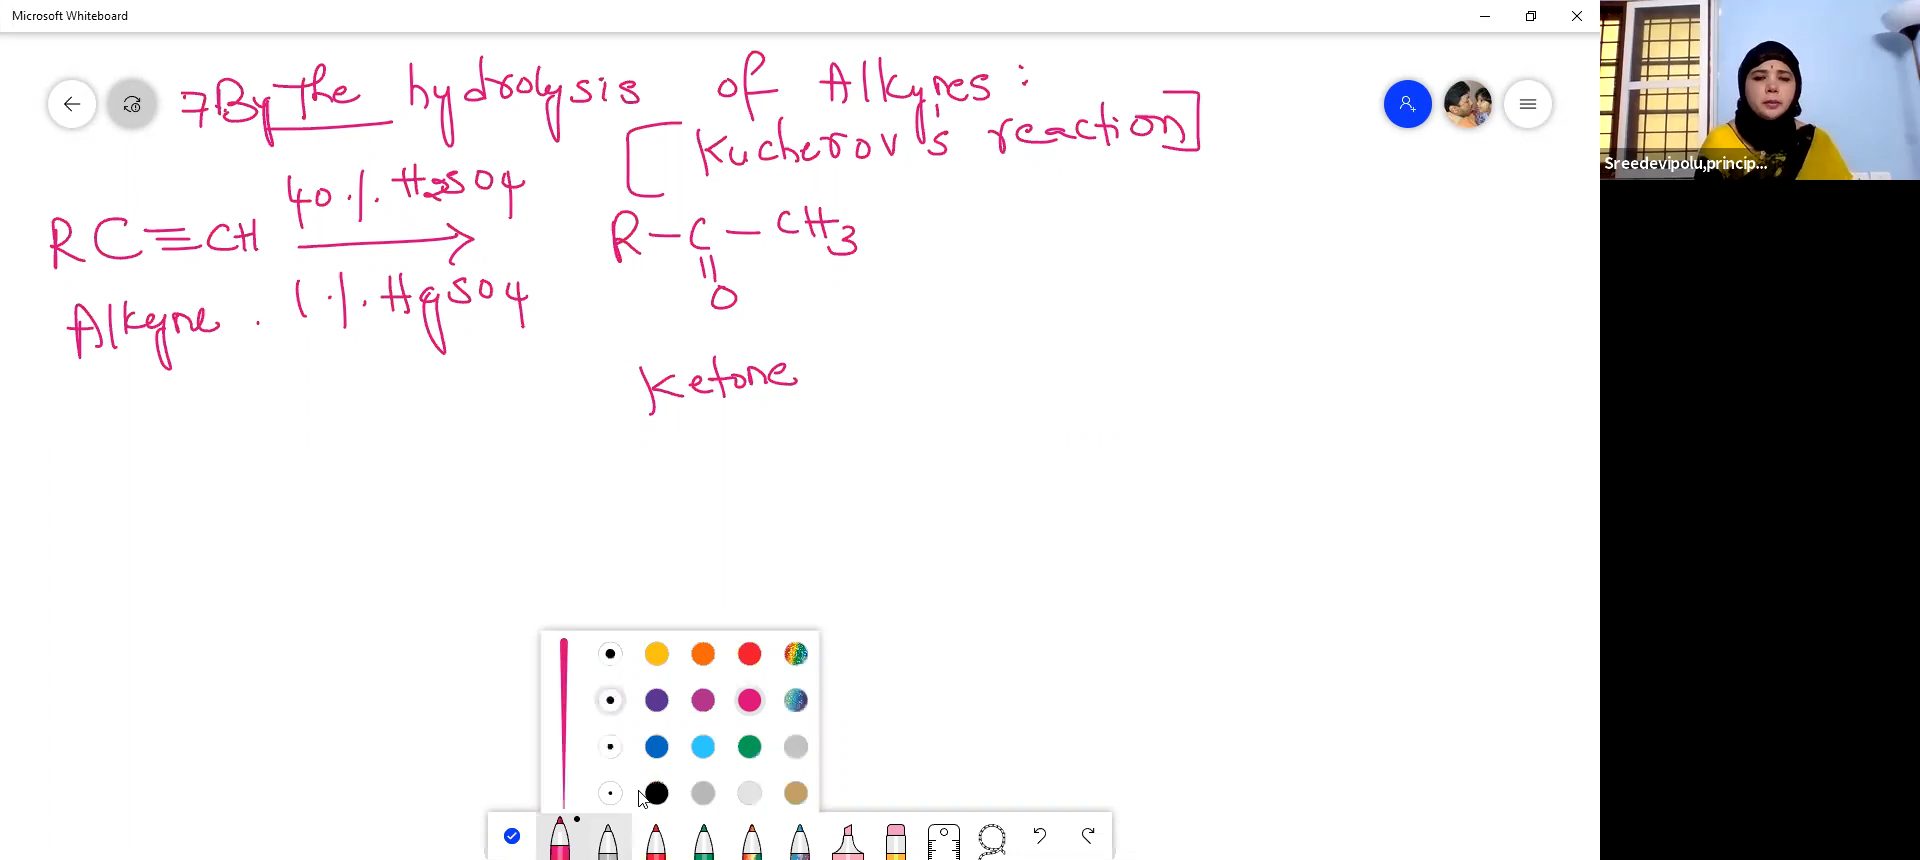 Microsoft Whiteboard
7 By the hydrolysis of Alkynes :
[Kucherov's reaction]
40 ·/. H2SO4
RC≡CH ⟶ R–C–CH3
||
O
1 ·/. HgSO4
Alkyne .
Ketone
Sreedevipolu,princip...